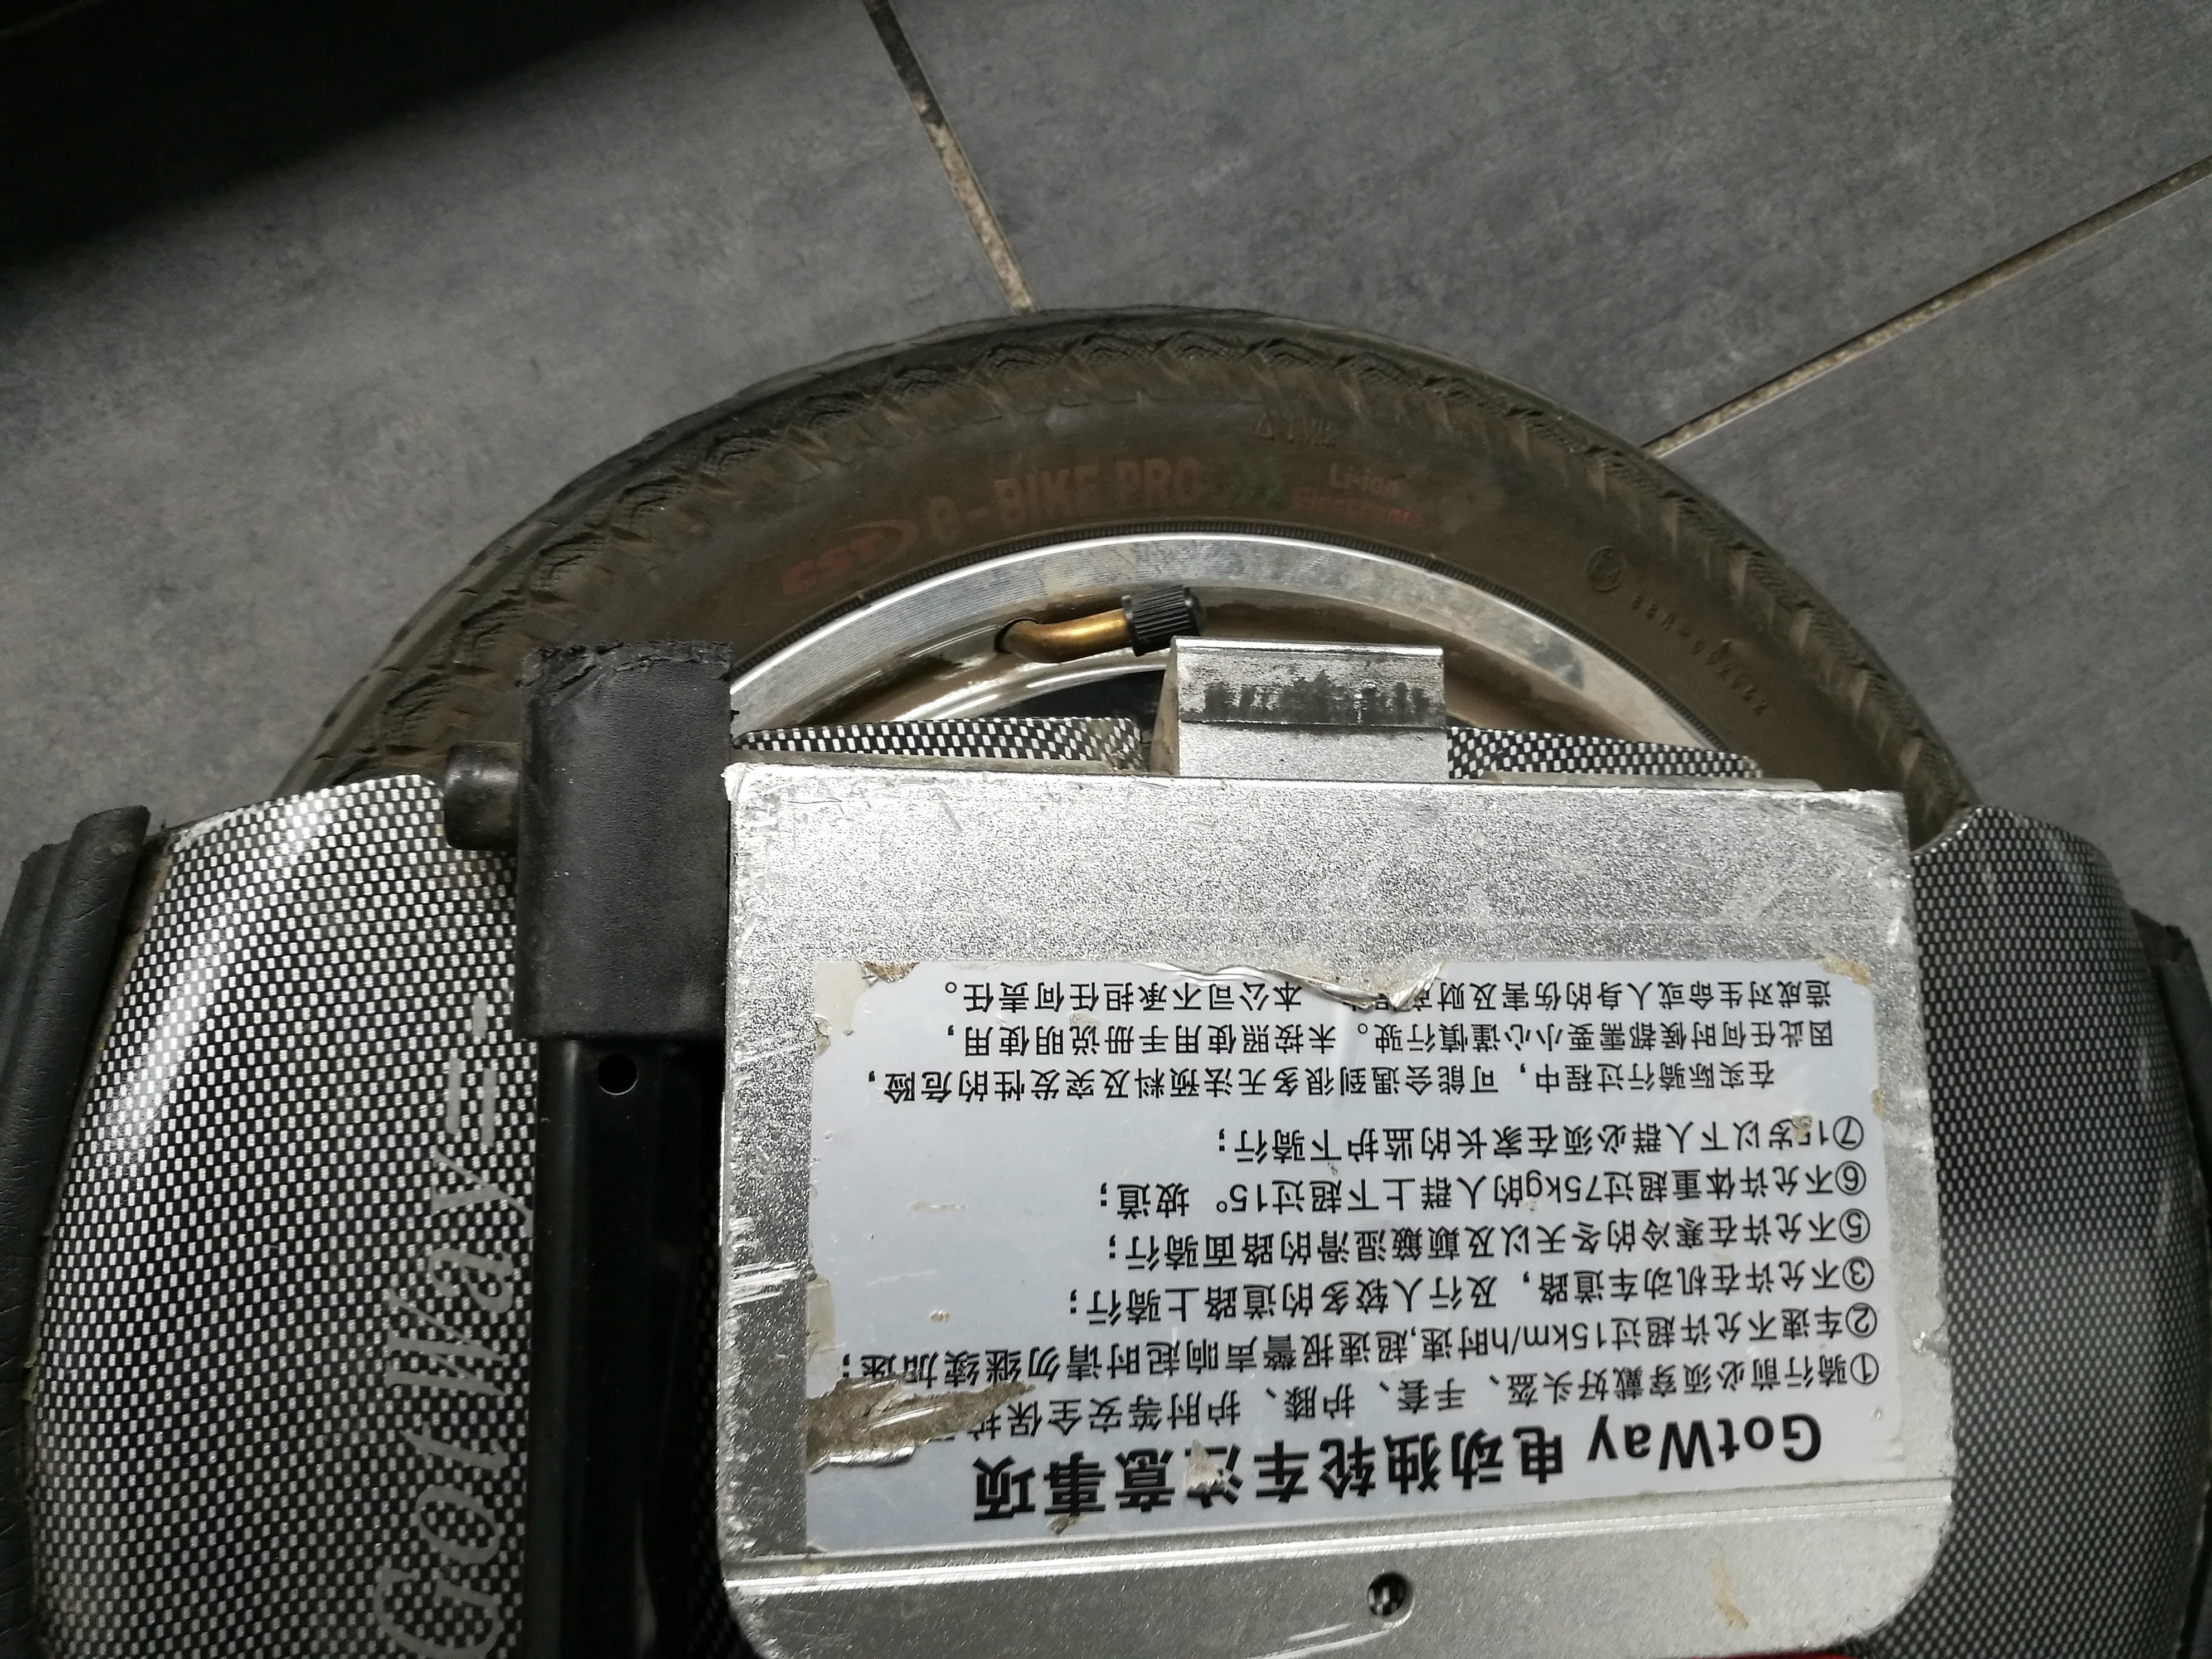 GotWay 电动独轮车注意事项
①骑行前必须穿戴好头盔、手套、护膝、护肘等安全保护
②车速不允许超过15km/h时速,超速报警声响起时请勿继续加速;
③不允许在机动车道路,及行人较多的道路上骑行;
⑤不允许在寒冷的冬天以及颠簸湿滑的路面骑行;
⑥不允许体重超过75kg的人群上下超过15°坡道;
⑦15岁以下人群必须在家长的监护下骑行;
在实际骑行过程中,可能会遇到很多无法预料及突发性的危险,
因此任何时候都需要小心谨慎行驶。未按照使用手册说明使用,
造成对生命或人身的伤害及财产 本公司不承担任何责任。
GotWay
CST e-BIKE PRO
Li-ion
Electronic